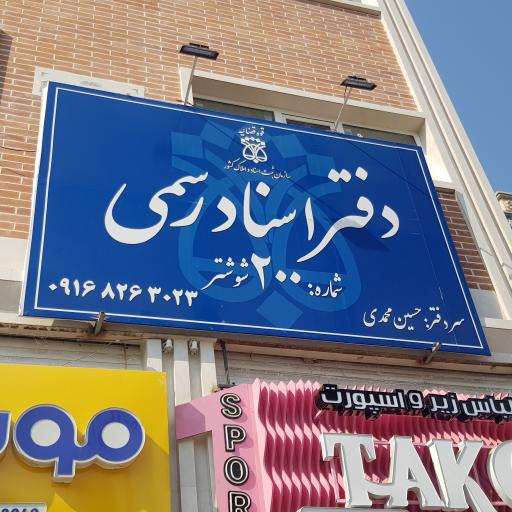 قوه قضاییه
سازمان ثبت اسناد و املاک کشور
دفتر اسناد رسمی
شماره: ۲۰۰ شوشتر
سردفتر: حسین محمدی
۰۹۱۶ ۸۲۶ ۳۰۲۳
لباس زیر و اسپورت
SPOR
TAK